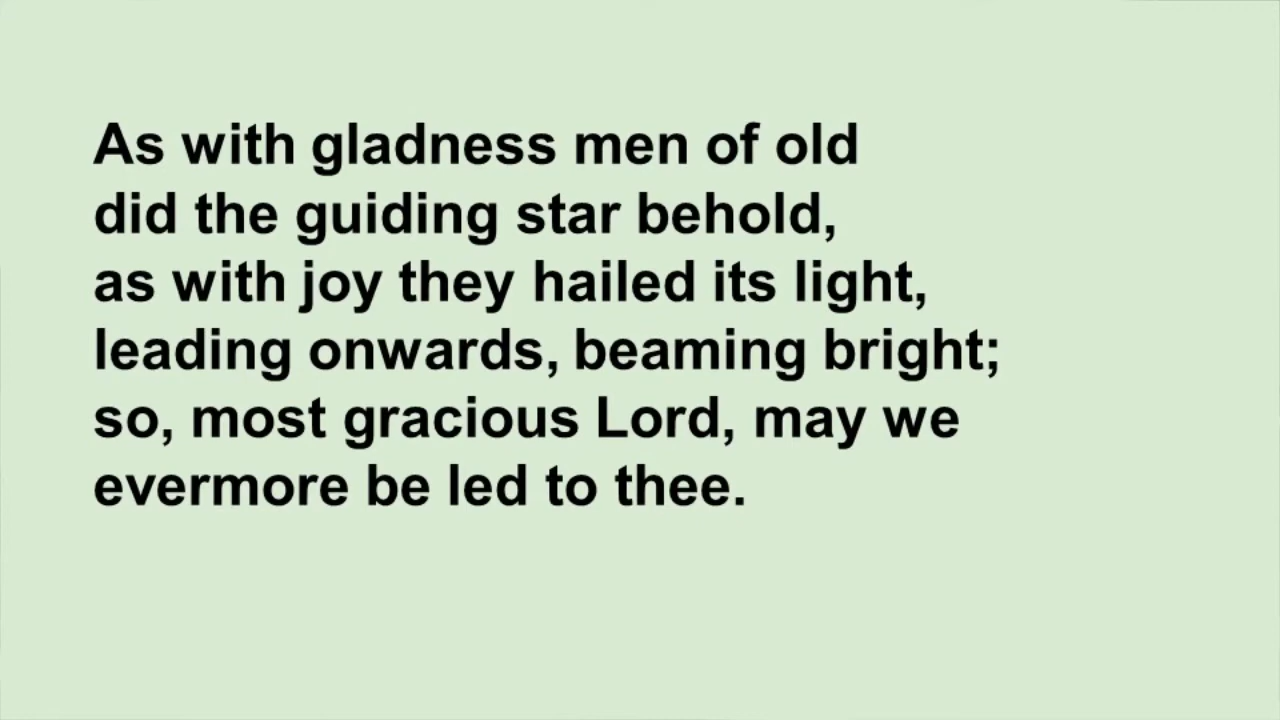 As with gladness men of old
did the guiding star behold,
as with joy they hailed its light,
leading onwards, beaming bright;
so, most gracious Lord, may we
evermore be led to thee.